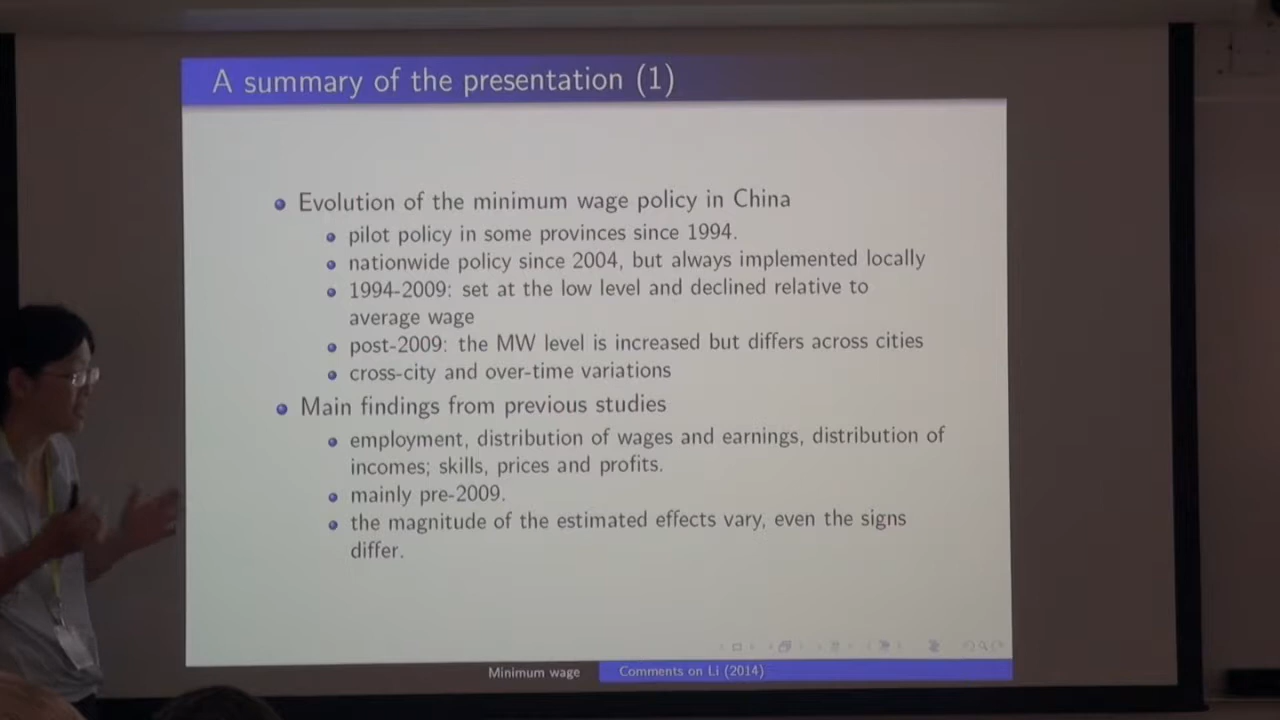 A summary of the presentation (1)
Evolution of the minimum wage policy in China
pilot policy in some provinces since 1994.
nationwide policy since 2004, but always implemented locally
1994-2009: set at the low level and declined relative to
average wage
post-2009: the MW level is increased but differs across cities
cross-city and over-time variations
Main findings from previous studies
employment, distribution of wages and earnings, distribution of
incomes; skills, prices and profits.
mainly pre-2009.
the magnitude of the estimated effects vary, even the signs
differ.
Minimum wage
Comments on Li (2014)